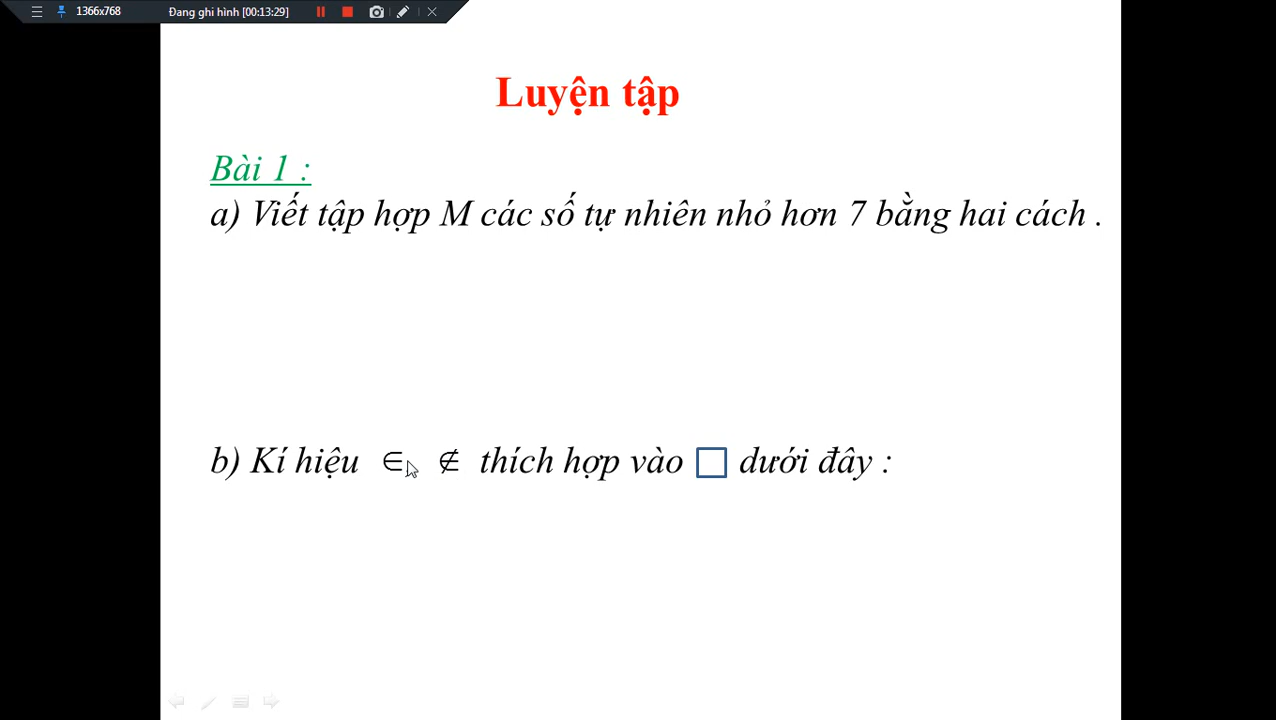 1366x768 Đang ghi hình [00:13:29]
Luyện tập
Bài 1 :
a) Viết tập hợp M các số tự nhiên nhỏ hơn 7 bằng hai cách .
b) Kí hiệu ∈ ∉ thích hợp vào □ dưới đây :